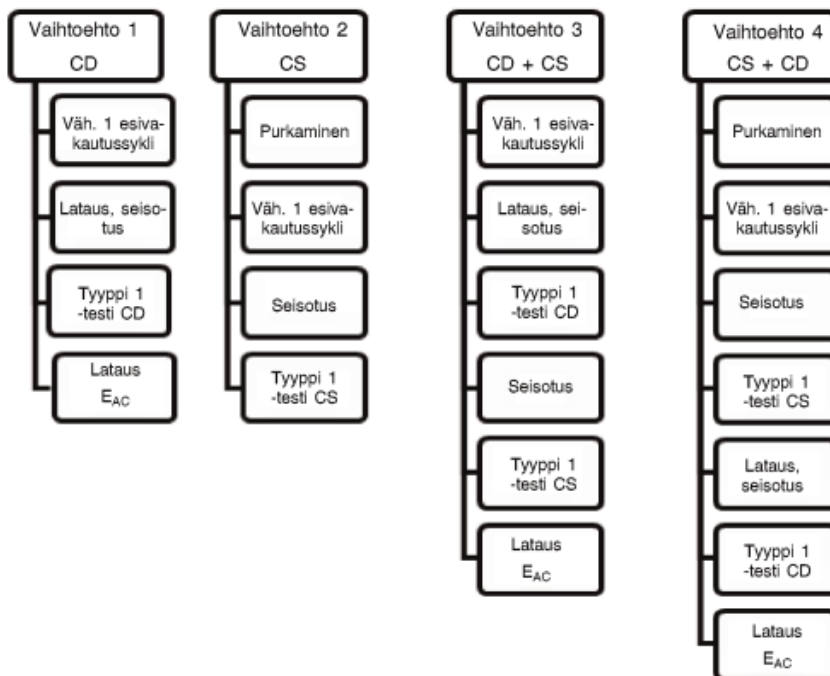 Vaihtoehto 1
CD
Väh. 1 esiva-
kautussykli
Lataus, seiso-
tus
Tyyppi 1
-testi CD
Lataus
EAC
Vaihtoehto 2
CS
Purkaminen
Väh. 1 esiva-
kautussykli
Seisotus
Tyyppi 1
-testi CS
Vaihtoehto 3
CD + CS
Väh. 1 esiva-
kautussykli
Lataus, sei-
sotus
Tyyppi 1
-testi CD
Seisotus
Tyyppi 1
-testi CS
Lataus
EAC
Vaihtoehto 4
CS + CD
Purkaminen
Väh. 1 esiva-
kautussykli
Seisotus
Tyyppi 1
-testi CS
Lataus,
seisotus
Tyyppi 1
-testi CD
Lataus
EAC